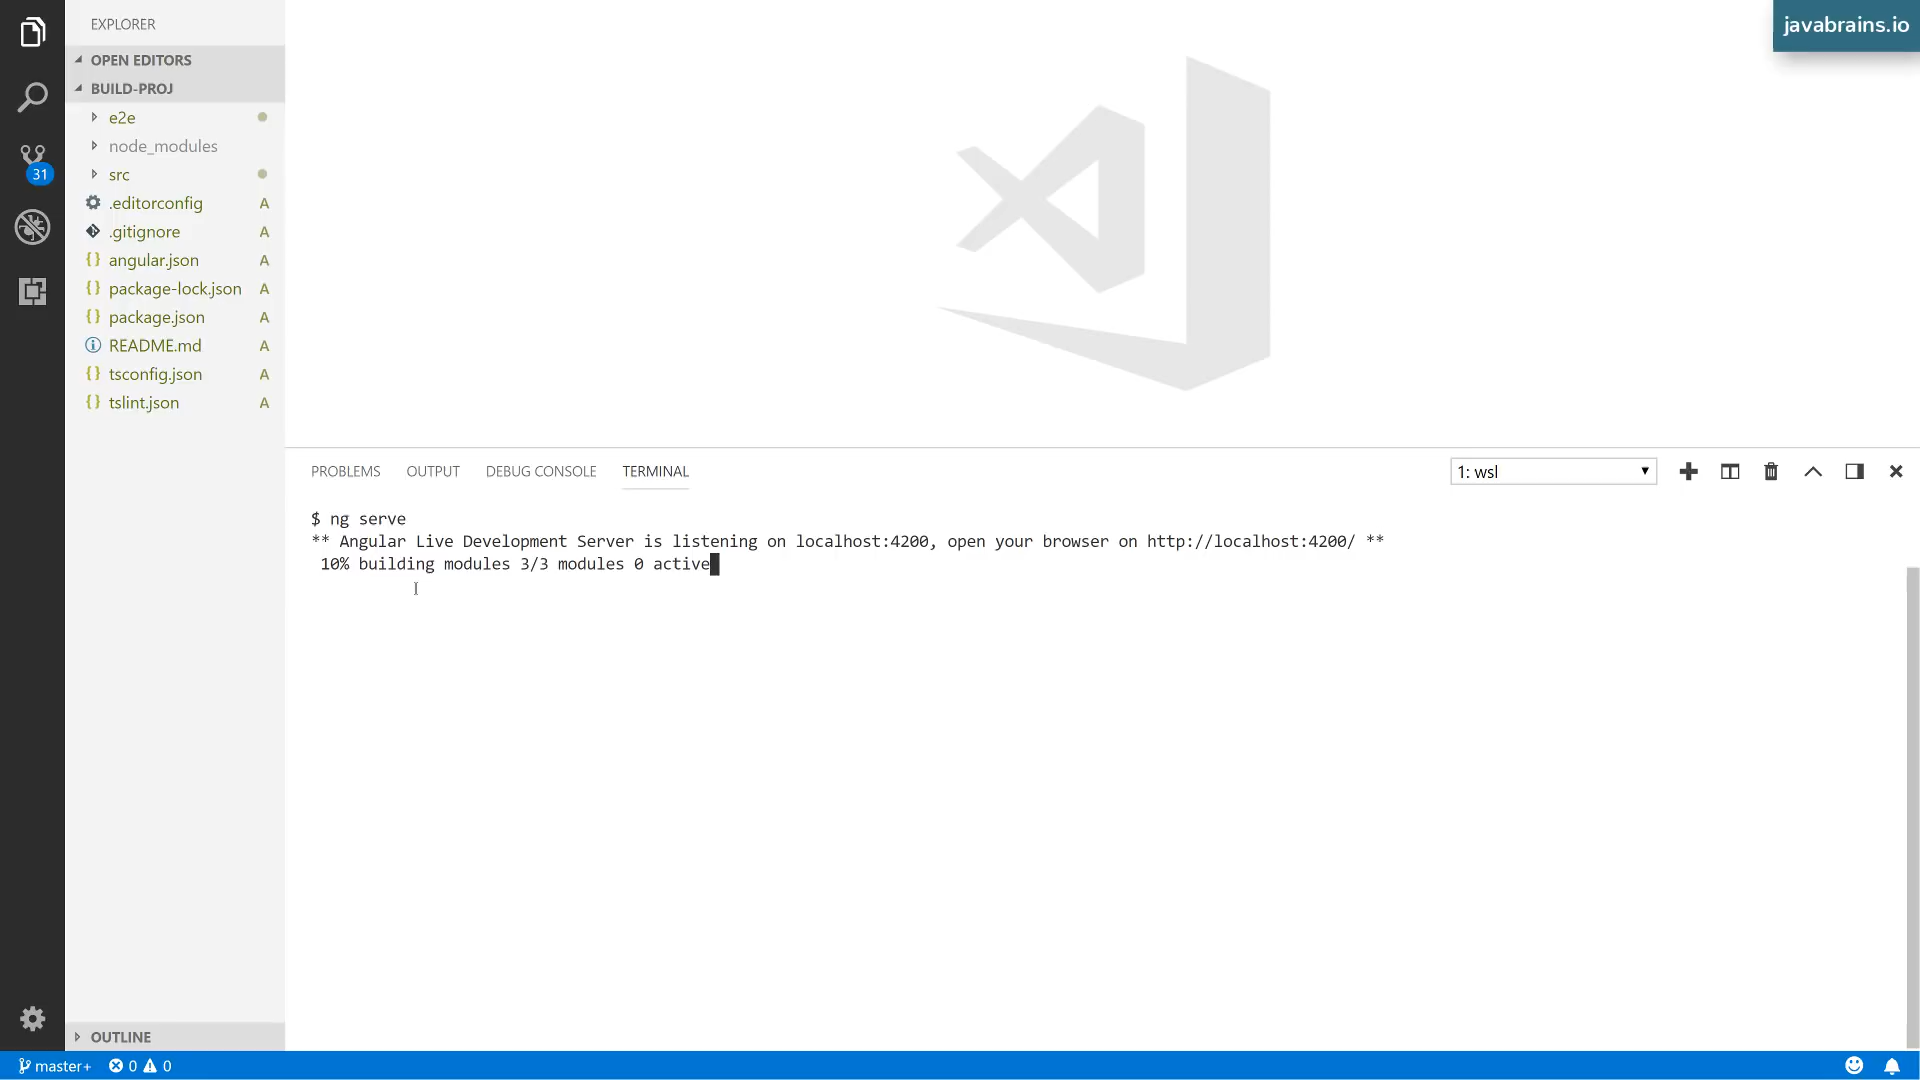 EXPLORER
javabrains.io
OPEN EDITORS
BUILD-PROJ
e2e
node_modules
31
src
.editorconfig A
.gitignore A
angular.json A
package-lock.json A
package.json A
README.md A
tsconfig.json A
tslint.json A
PROBLEMS OUTPUT DEBUG CONSOLE TERMINAL 1: wsl
$ ng serve
** Angular Live Development Server is listening on localhost:4200, open your browser on http://localhost:4200/ **
10% building modules 3/3 modules 0 active
OUTLINE
master+ 0 0